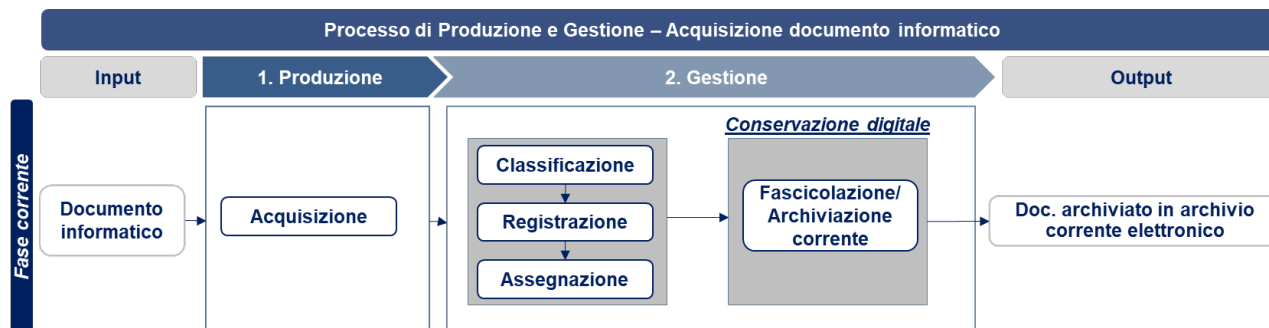 Processo di Produzione e Gestione – Acquisizione documento informatico
Input
1. Produzione
2. Gestione
Output
Fase corrente
Documento
informatico
Acquisizione
Classificazione
Registrazione
Assegnazione
Conservazione digitale
Fascicolazione/
Archiviazione
corrente
Doc. archiviato in archivio
corrente elettronico